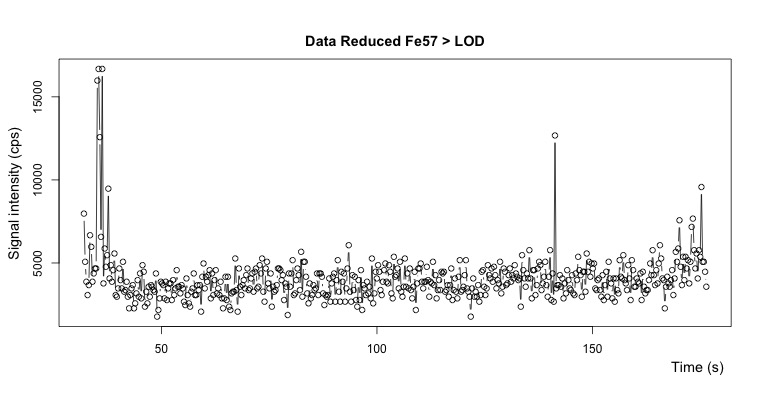 Data Reduced Fe57 > LOD
Signal intensity (cps)
15000
10000
5000
50
100
150
Time (s)